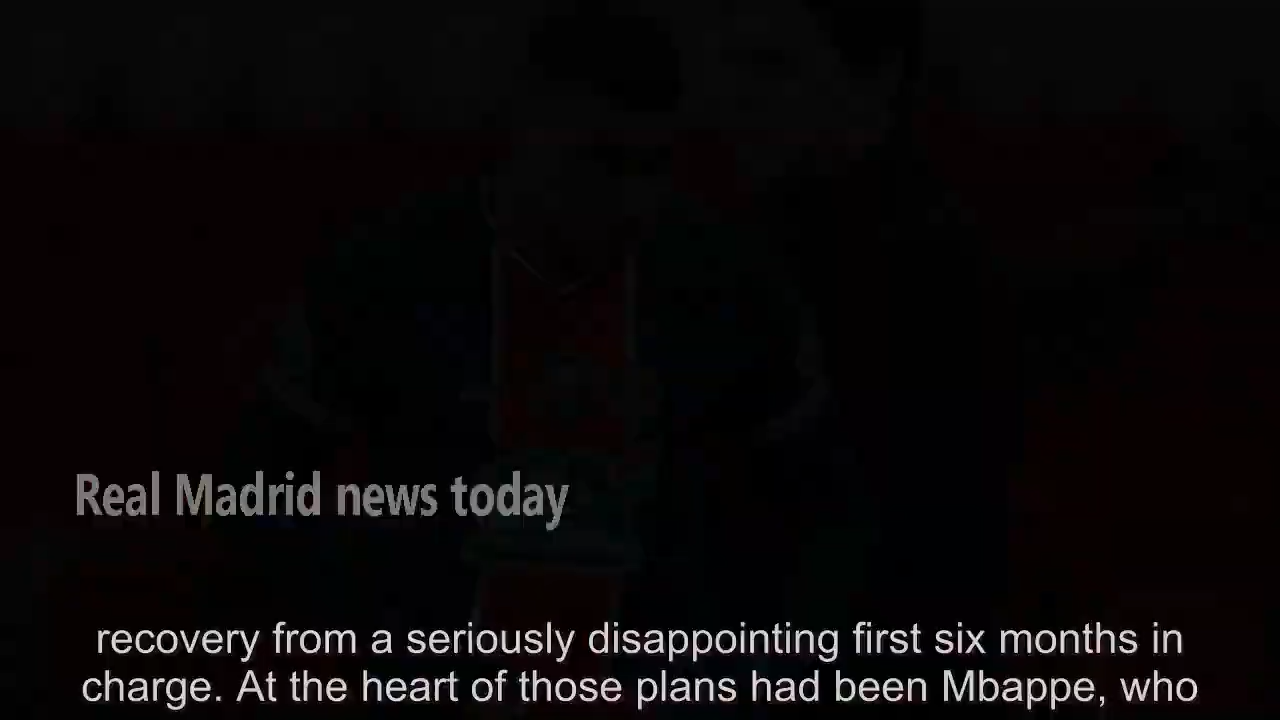 Real Madrid news today
recovery from a seriously disappointing first six months in
charge. At the heart of those plans had been Mbappe, who